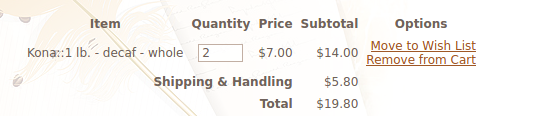 Item Quantity Price Subtotal Options
Kona::1 lb. - decaf - whole 2 $7.00 $14.00 Move to Wish List
Remove from Cart
Shipping & Handling $5.80
Total $19.80